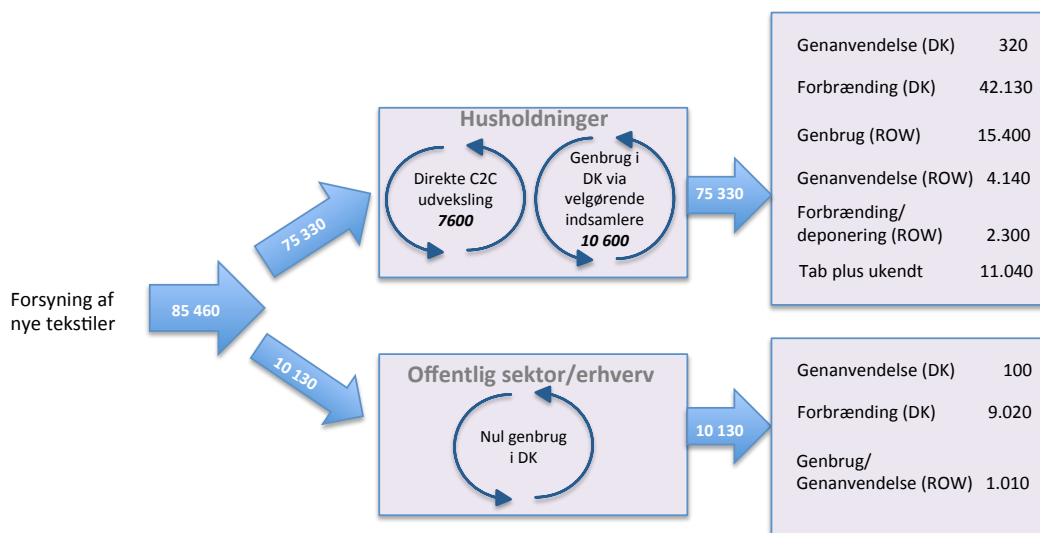 Forsyning af
nye tekstiler
85 460
75 330
10 130
Husholdninger
Direkte C2C
udveksling
7600
Genbrug i
DK via
velgørende
indsamlere
10 600
75 330
Genanvendelse (DK) 320
Forbrænding (DK) 42.130
Genbrug (ROW) 15.400
Genanvendelse (ROW) 4.140
Forbrænding/
deponering (ROW) 2.300
Tab plus ukendt 11.040
Offentlig sektor/erhverv
Nul genbrug
i DK
10 130
Genanvendelse (DK) 100
Forbrænding (DK) 9.020
Genbrug/
Genanvendelse (ROW) 1.010